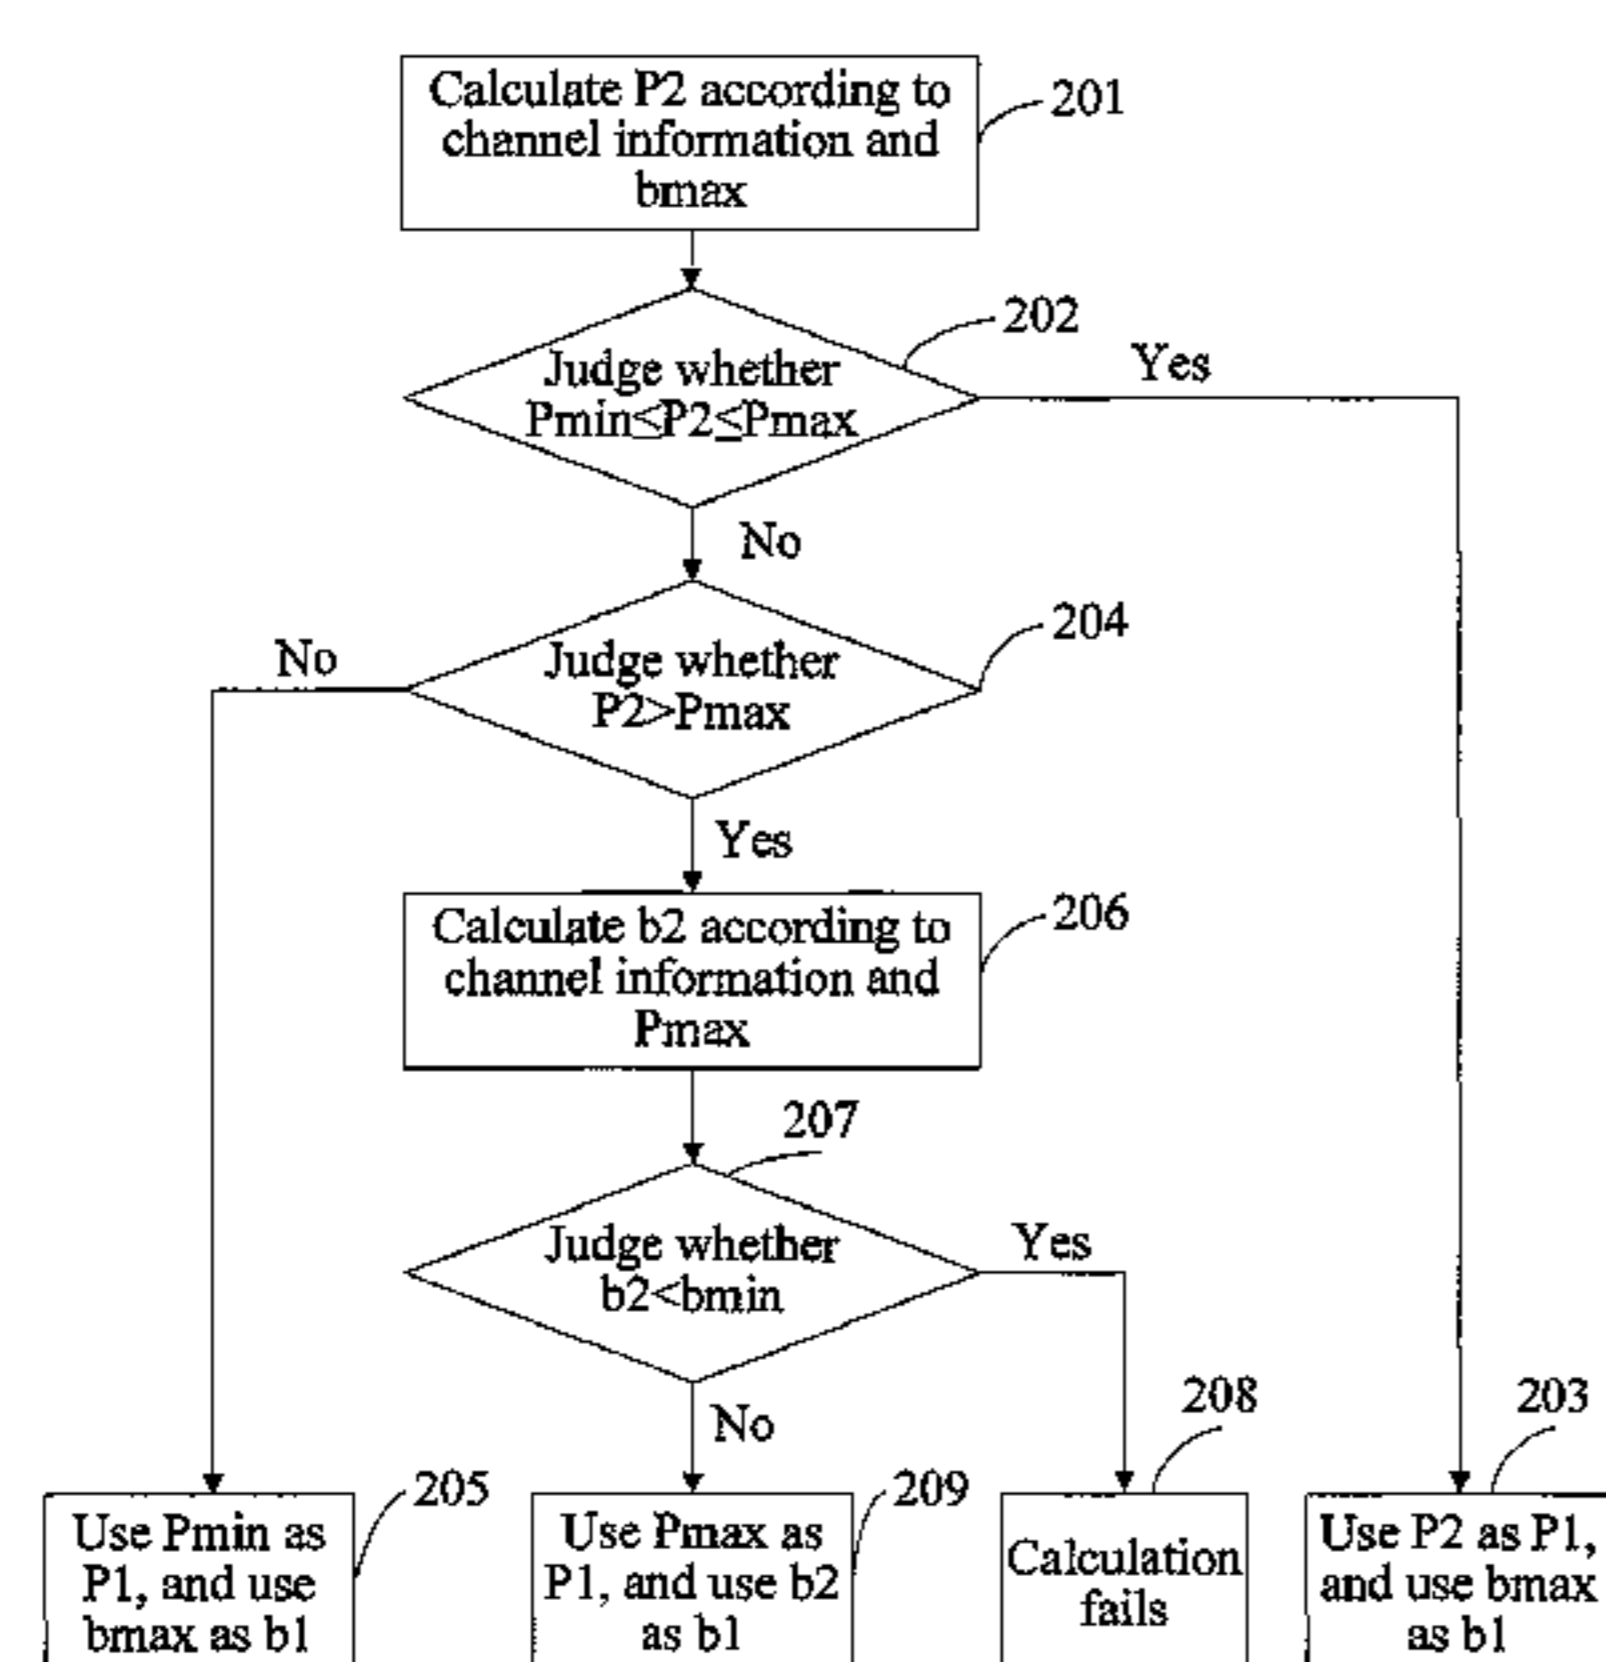 Calculate P2 according to
channel information and
bmax
201
202
Judge whether
Pmin≤P2≤Pmax
Yes
No
204
No
Judge whether
P2>Pmax
Yes
206
Calculate b2 according to
channel information and
Pmax
207
Judge whether
b2<bmin
Yes
No
205
Use Pmin as
P1, and use
bmax as b1
209
Use Pmax as
P1, and use b2
as b1
208
Calculation
fails
203
Use P2 as P1,
and use bmax
as b1